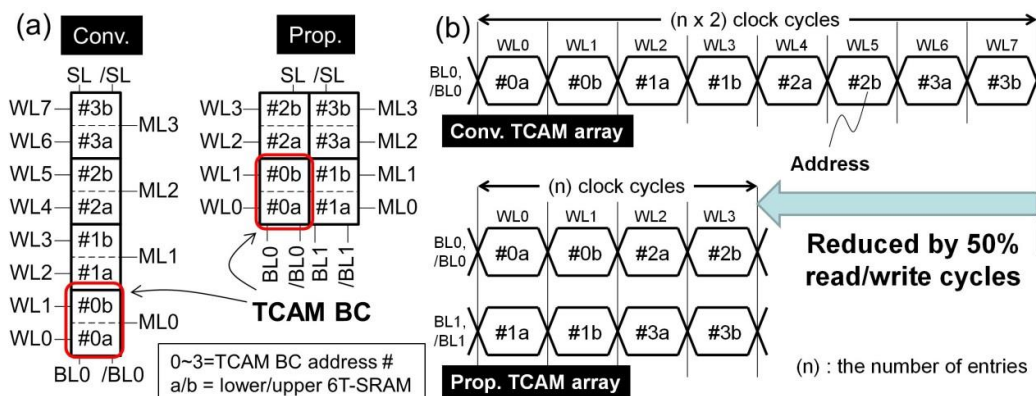 (a)
Conv.
SL /SL
WL7 #3b
ML3
WL6 #3a
WL5 #2b
ML2
WL4 #2a
WL3 #1b
ML1
WL2 #1a
WL1 #0b
ML0
WL0 #0a
BL0 /BL0
Prop.
SL /SL
WL3 #2b #3b ML3
WL2 #2a #3a ML2
WL1 #0b #1b ML1
WL0 #0a #1a ML0
BL0 /BL0 BL1 /BL1
TCAM BC
0~3=TCAM BC address #
a/b = lower/upper 6T-SRAM
(b)
(n x 2) clock cycles
WL0 WL1 WL2 WL3 WL4 WL5 WL6 WL7
BL0,
/BL0
#0a #0b #1a #1b #2a #2b #3a #3b
Conv. TCAM array
Address
(n) clock cycles
WL0 WL1 WL2 WL3
BL0,
/BL0
#0a #0b #2a #2b
BL1,
/BL1
#1a #1b #3a #3b
Prop. TCAM array
Reduced by 50%
read/write cycles
(n) : the number of entries